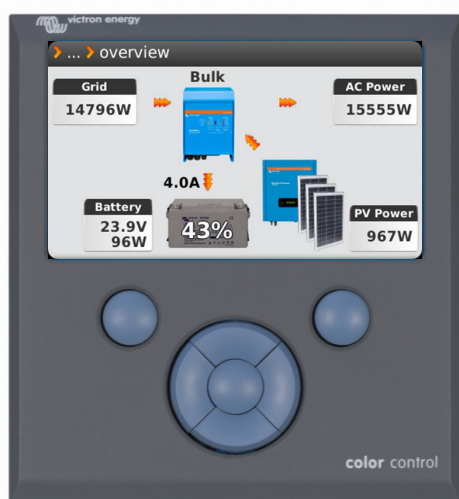 victron energy
... overview
Bulk
Grid
14796W
AC Power
15555W
4.0A
Battery
23.9V
96W
43%
PV Power
967W
color control